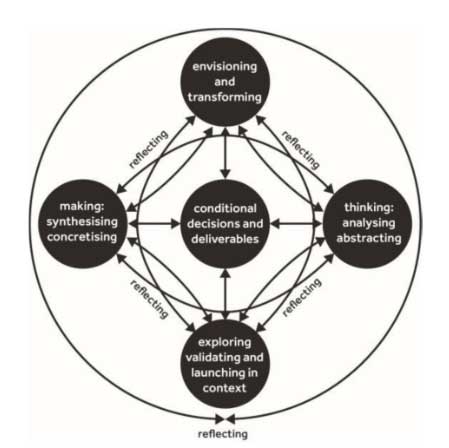 envisioning
and
transforming
reflecting
reflecting
making:
synthesising
concretising
conditional
decisions and
deliverables
thinking:
analysing
abstracting
reflecting
reflecting
exploring
validating and
launching in
context
reflecting